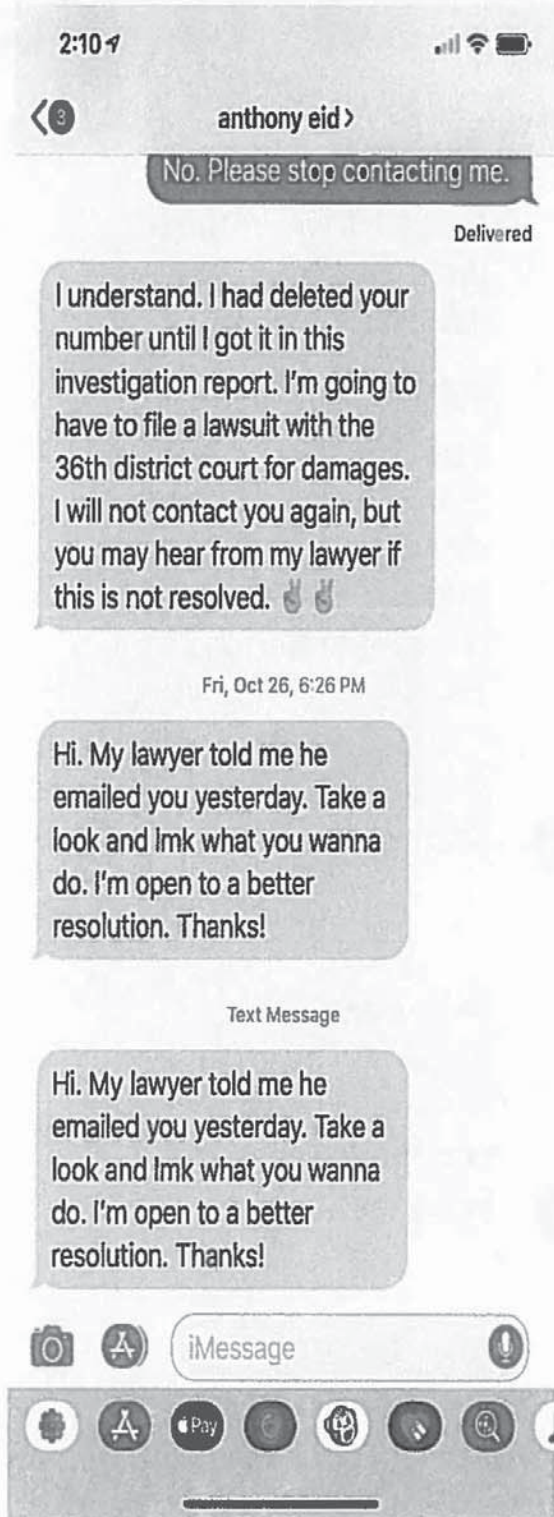 2:10
3
anthony eid >
No. Please stop contacting me.
Delivered
I understand. I had deleted your
number until I got it in this
investigation report. I'm going to
have to file a lawsuit with the
36th district court for damages.
I will not contact you again, but
you may hear from my lawyer if
this is not resolved. ✌️ ✌️
Fri, Oct 26, 6:26 PM
Hi. My lawyer told me he
emailed you yesterday. Take a
look and lmk what you wanna
do. I'm open to a better
resolution. Thanks!
Text Message
Hi. My lawyer told me he
emailed you yesterday. Take a
look and lmk what you wanna
do. I'm open to a better
resolution. Thanks!
iMessage
Pay